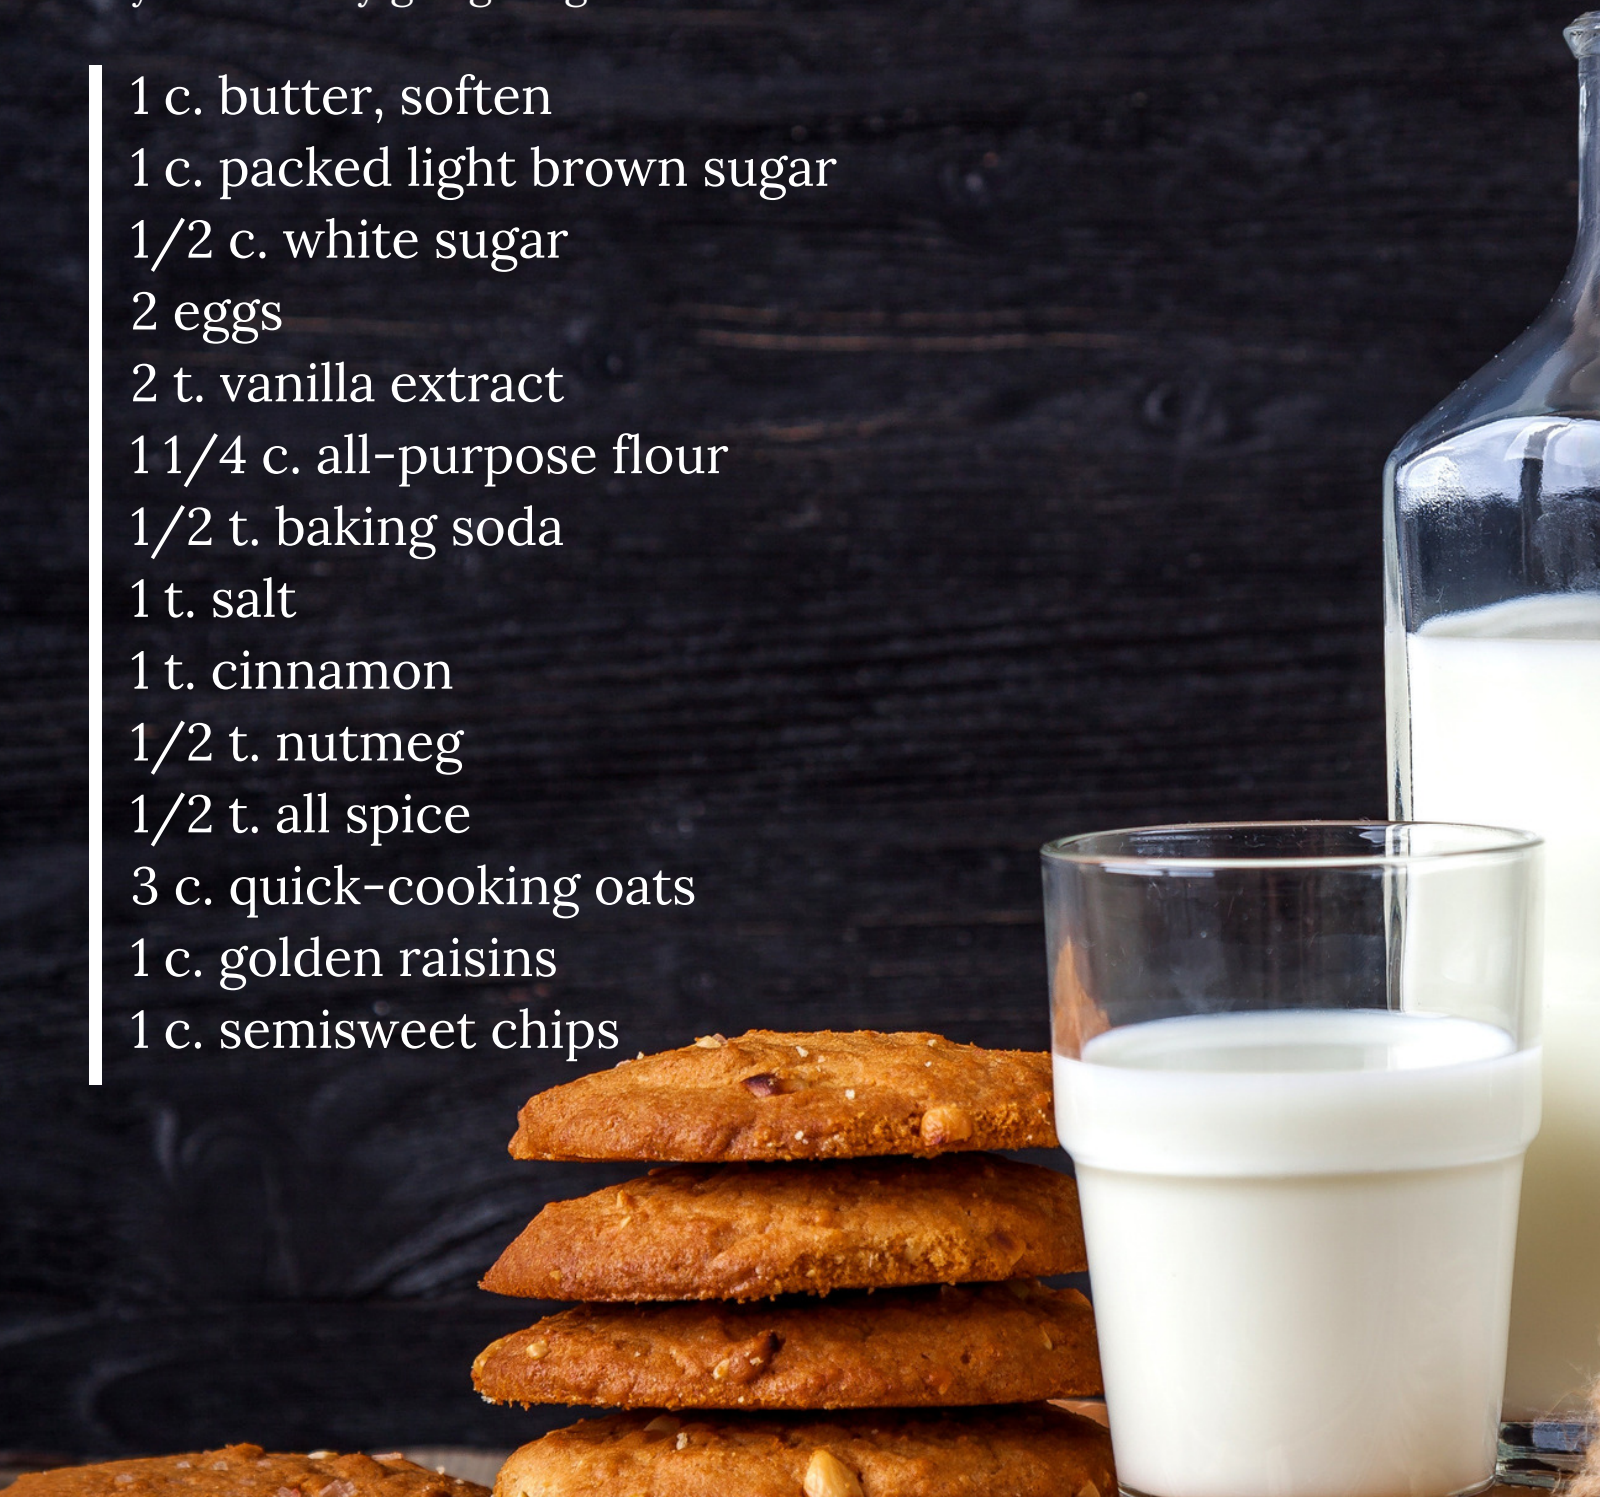 1 c. butter, soften
1 c. packed light brown sugar
1/2 c. white sugar
2 eggs
2 t. vanilla extract
1 1/4 c. all-purpose flour
1/2 t. baking soda
1 t. salt
1 t. cinnamon
1/2 t. nutmeg
1/2 t. all spice
3 c. quick-cooking oats
1 c. golden raisins
1 c. semisweet chips